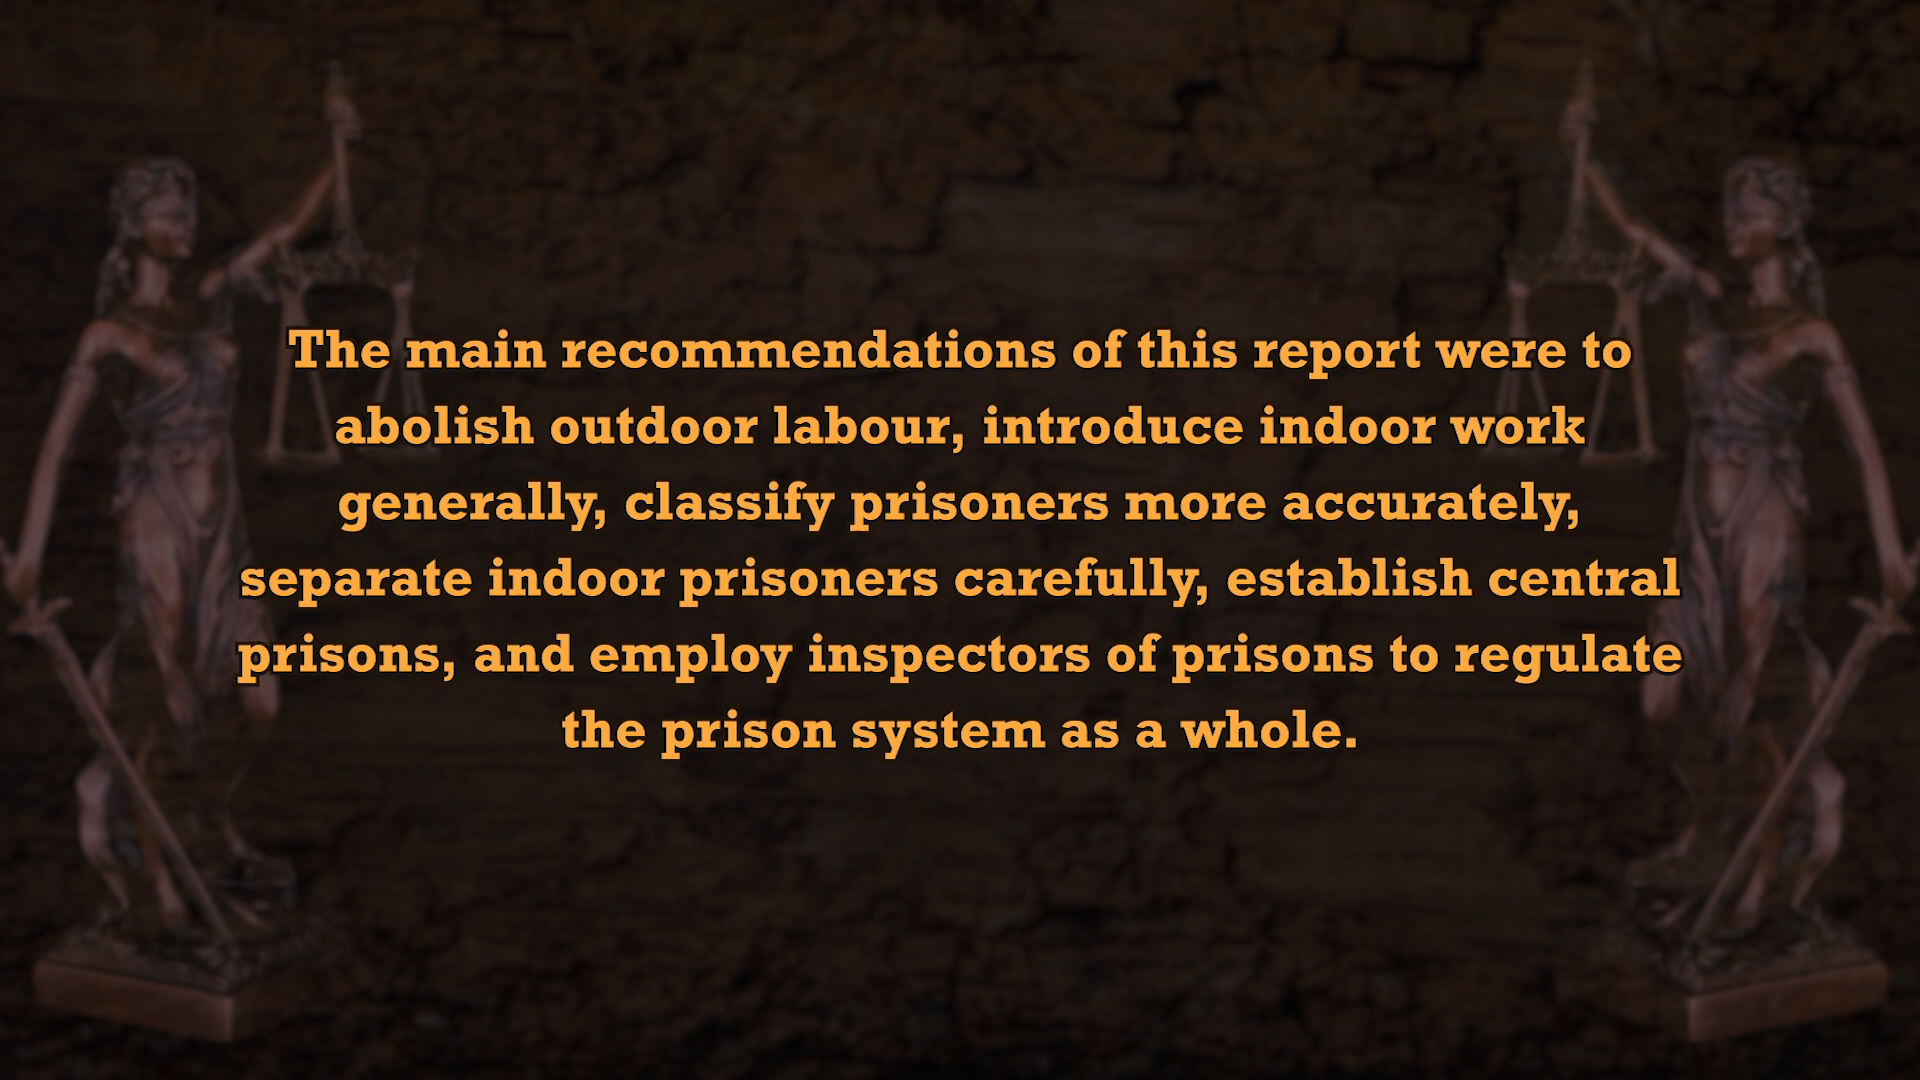 The main recommendations of this report were to
abolish outdoor labour, introduce indoor work
generally, classify prisoners more accurately,
separate indoor prisoners carefully, establish central
prisons, and employ inspectors of prisons to regulate
the prison system as a whole.